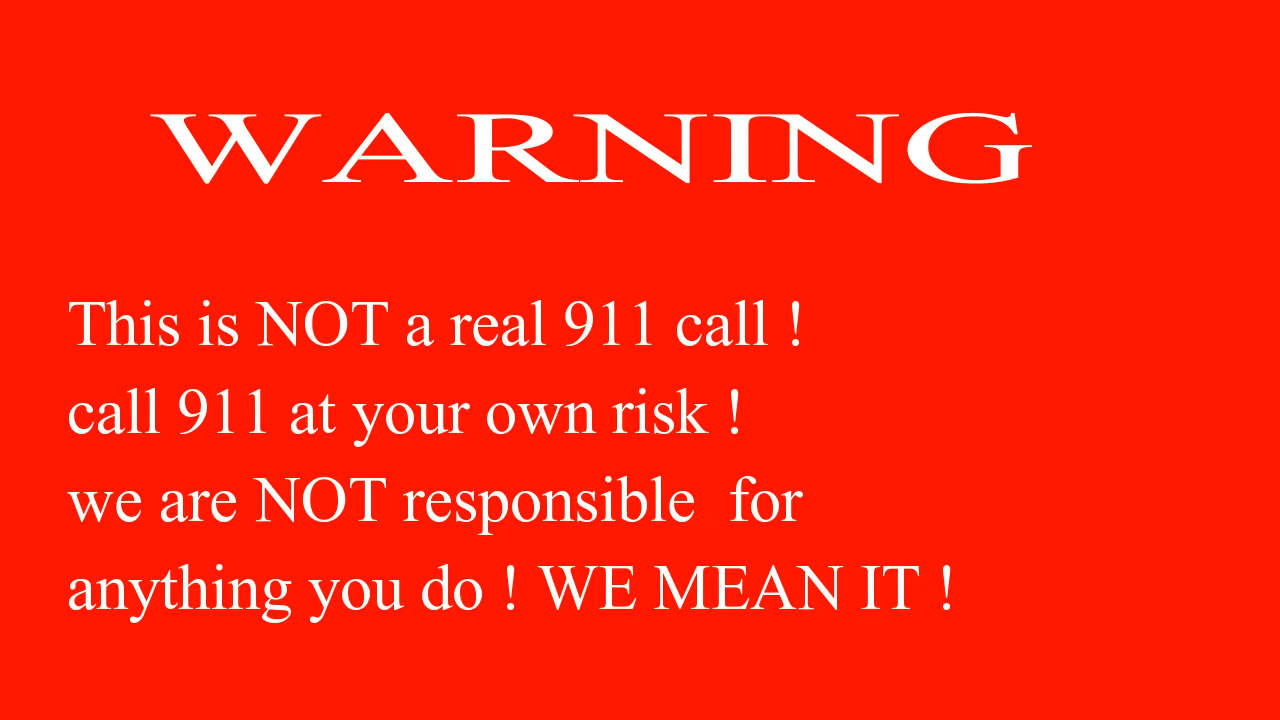 WARNING
This is NOT a real 911 call !
call 911 at your own risk !
we are NOT responsible  for
anything you do ! WE MEAN IT !